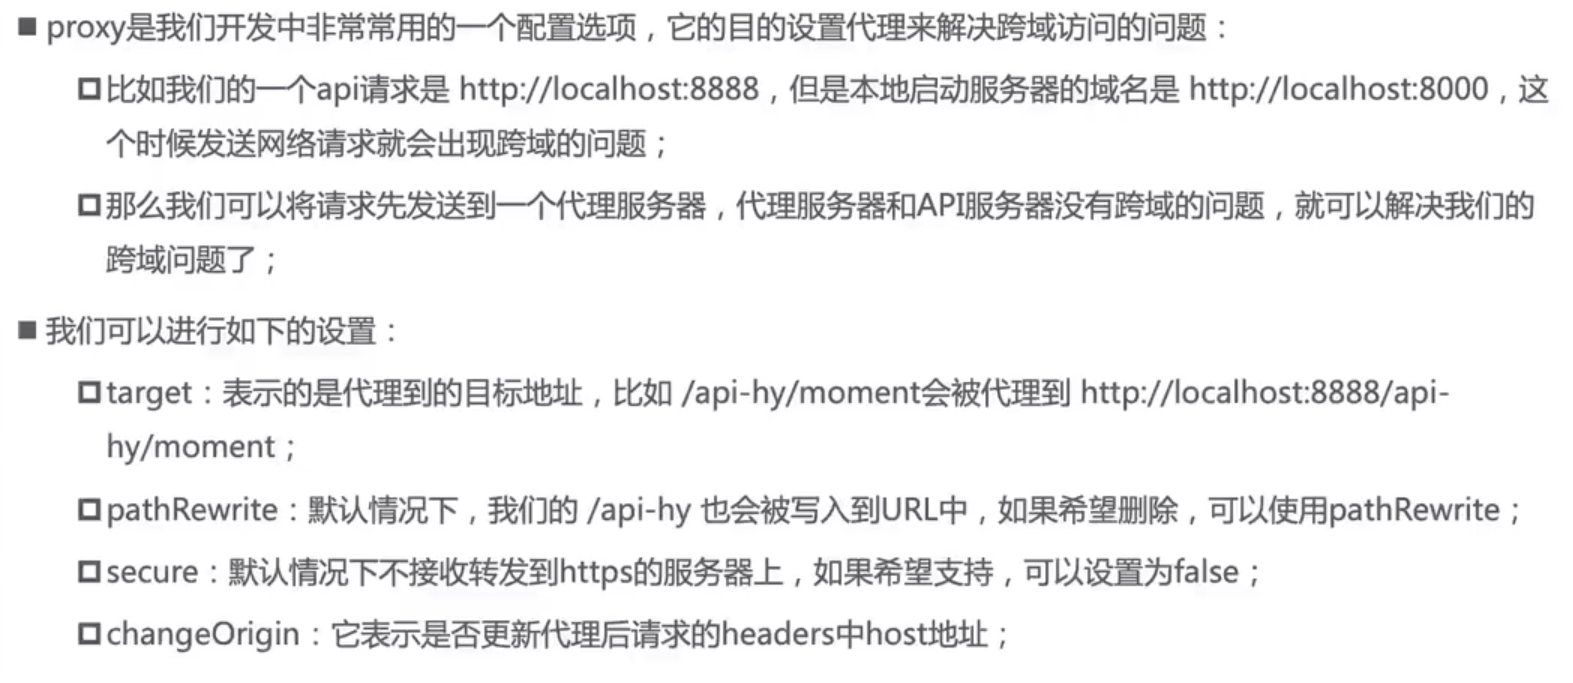 ■ proxy是我们开发中非常常用的一个配置选项，它的目的设置代理来解决跨域访问的问题：
比如我们的一个api请求是 http://localhost:8888，但是本地启动服务器的域名是 http://localhost:8000，这
个时候发送网络请求就会出现跨域的问题；
那么我们可以将请求先发送到一个代理服务器，代理服务器和API服务器没有跨域的问题，就可以解决我们的
跨域问题了；
■ 我们可以进行如下的设置：
target：表示的是代理到的目标地址，比如 /api-hy/moment会被代理到 http://localhost:8888/api-
hy/moment；
pathRewrite：默认情况下，我们的 /api-hy 也会被写入到URL中，如果希望删除，可以使用pathRewrite；
secure：默认情况下不接收转发到https的服务器上，如果希望支持，可以设置为false；
changeOrigin：它表示是否更新代理后请求的headers中host地址；